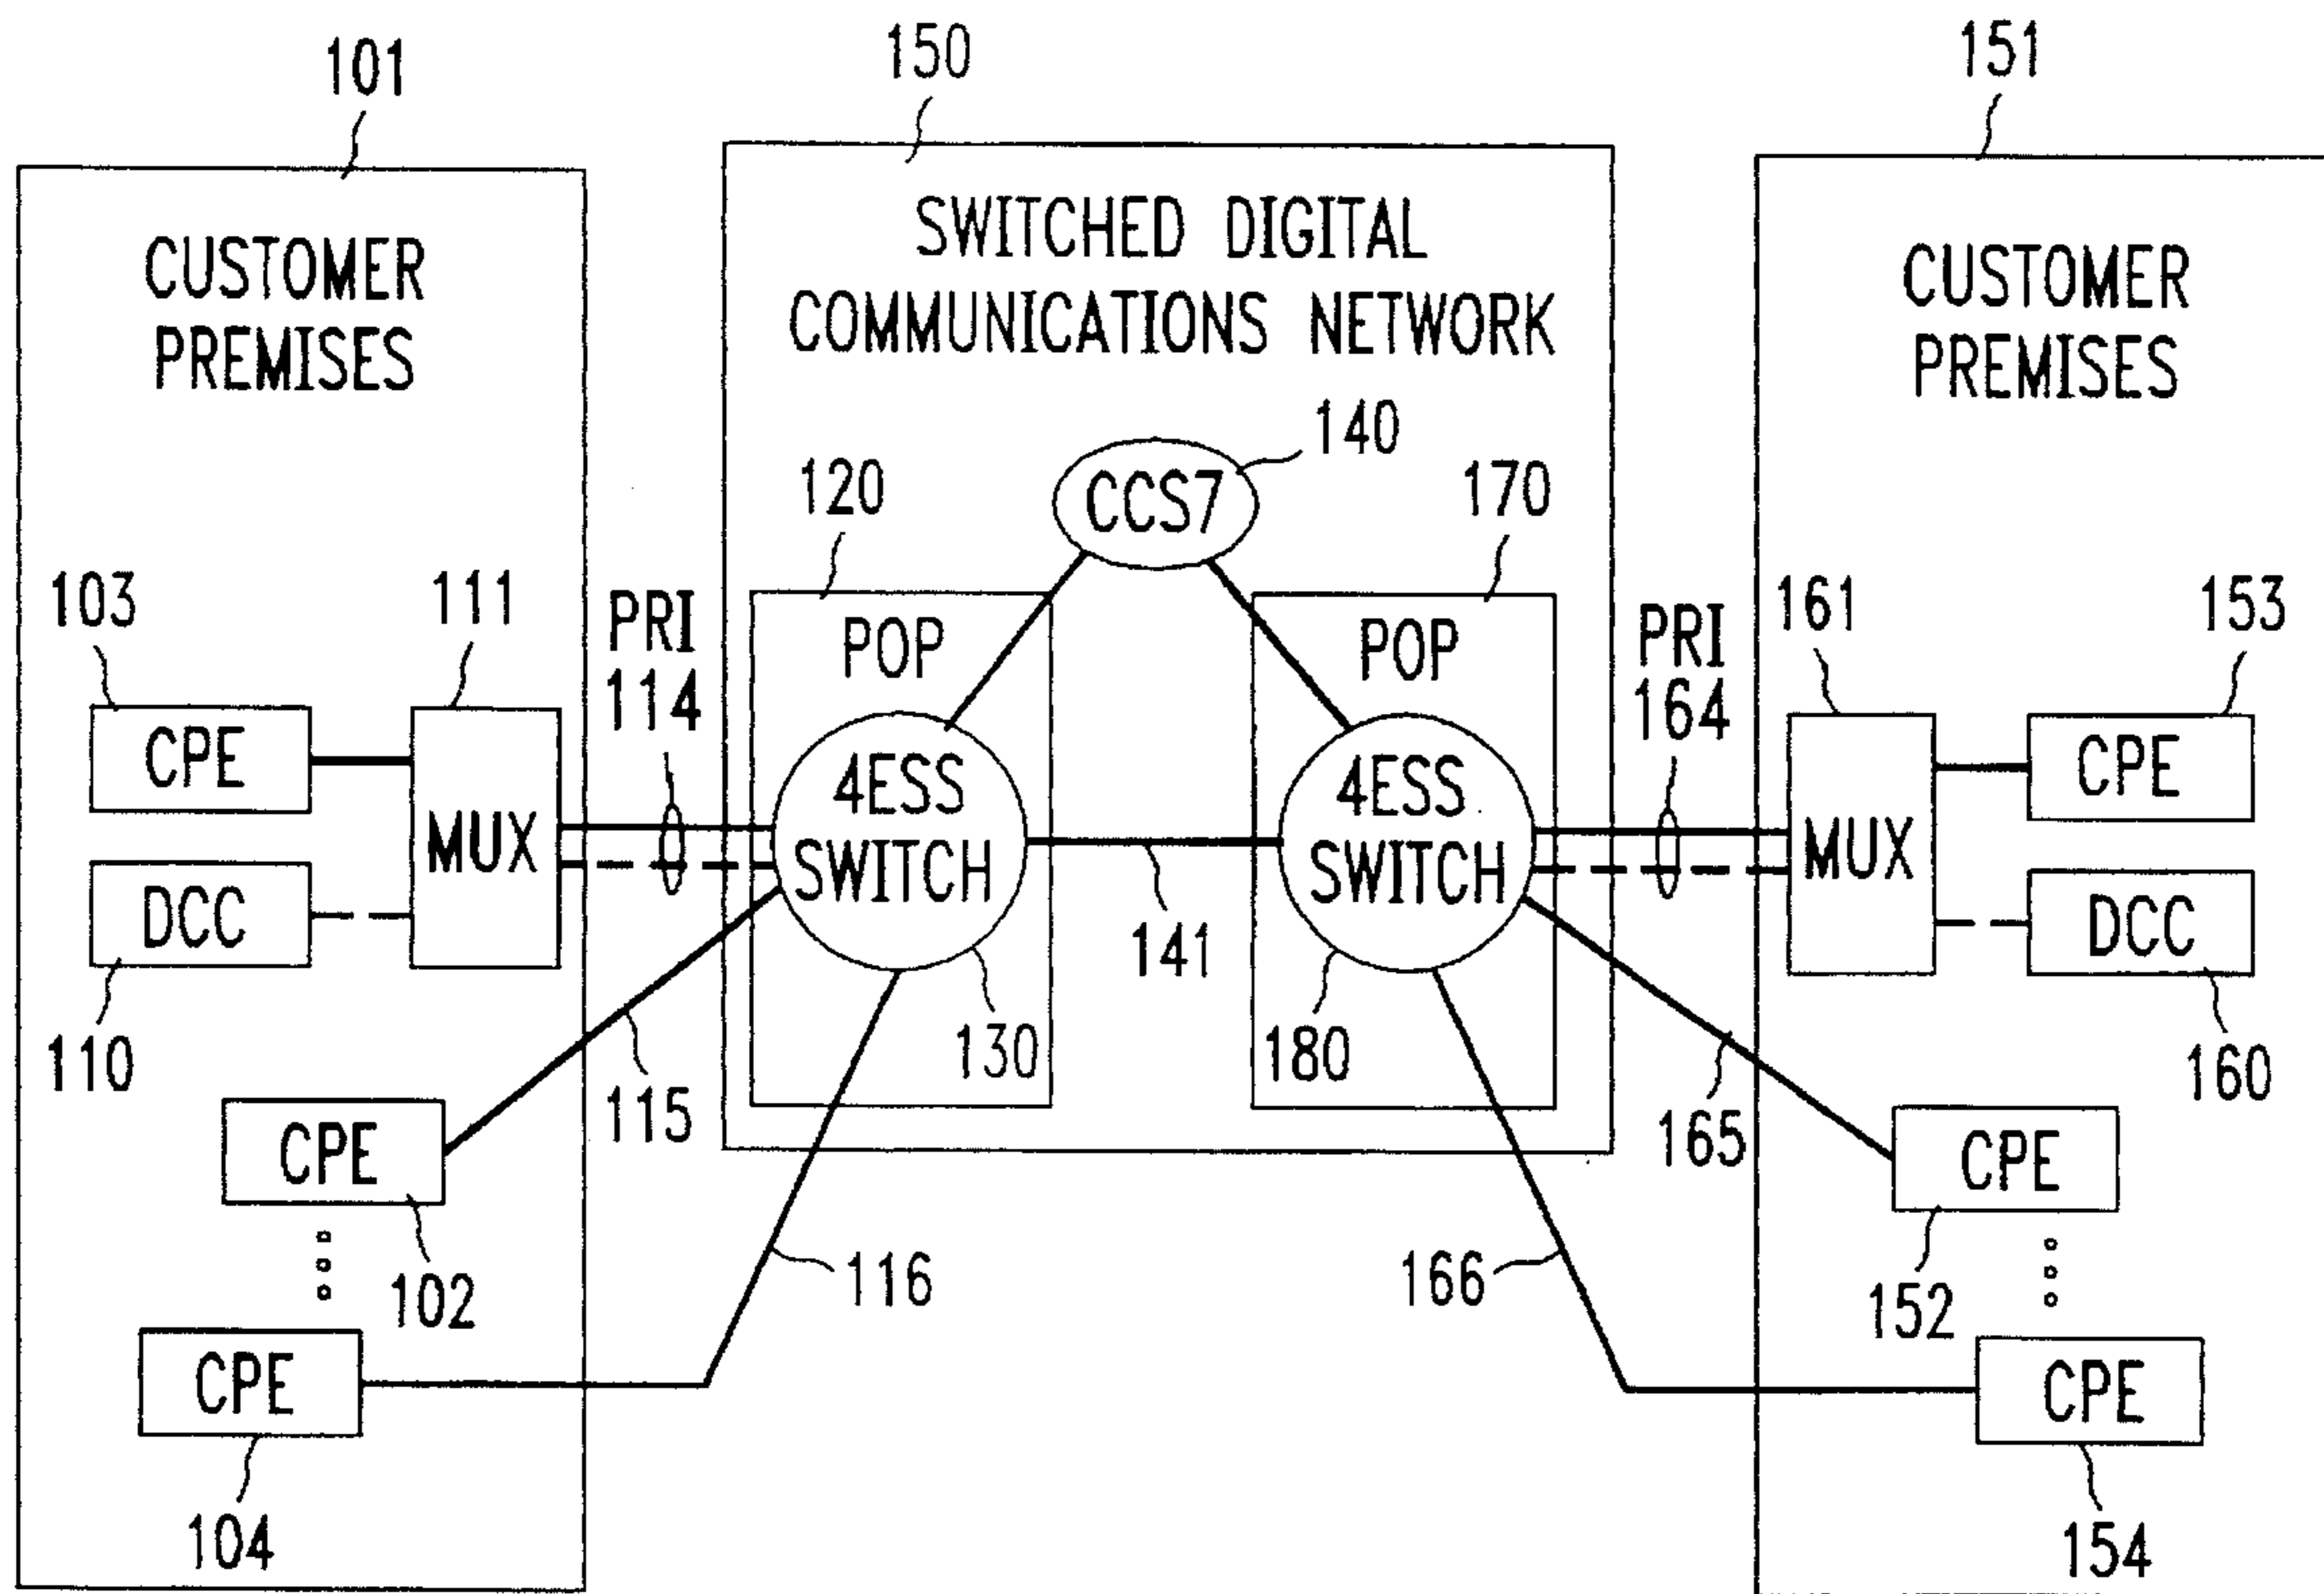 101
150
151
CUSTOMER
PREMISES
SWITCHED DIGITAL
COMMUNICATIONS NETWORK
CUSTOMER
PREMISES
140
CCS7
120
170
POP
POP
103
111
PRI
114
PRI
164
161
153
CPE
MUX
DCC
4ESS
SWITCH
4ESS
SWITCH
MUX
CPE
DCC
141
110
130
180
160
115
165
CPE
CPE
102
116
166
152
CPE
CPE
104
154